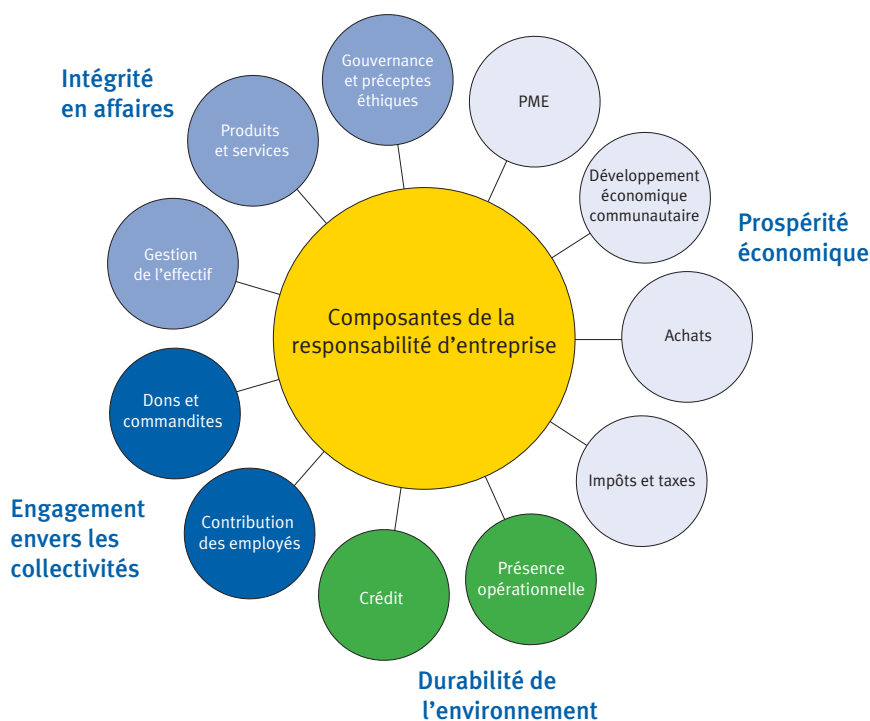 Intégrité
en affaires
Gouvernance
et préceptes
éthiques
PME
Produits
et services
Développement
économique
communautaire
Prospérité
économique
Gestion
de l'effectif
Composantes de la
responsabilité d'entreprise
Achats
Dons et
commandites
Impôts et taxes
Engagement
envers les
collectivités
Contribution
des employés
Crédit
Présence
opérationnelle
Durabilité de
l'environnement